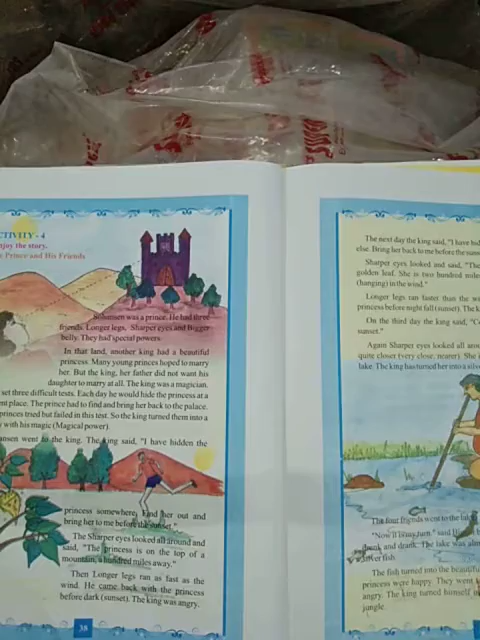 CTIVITY - 4
njoy the story.
e Prince and His Friends
Solumsen was a prince. He had three
friends. Longer legs, Sharper eyes and Bigger
belly. They had special powers.
In that land, another king had a beautiful
princess. Many young princes hoped to marry
her. But the king, her father did not want his
daughter to marry at all. The king was a magician.
set three difficult tests. Each day he would hide the princess at a
ent place. The prince had to find and bring her back to the palace.
princes tried but failed in this test. So the king turned them into a
with his magic (Magical power).
ansen went to the king. The king said, "I have hidden the
princess somewhere. Find her out and
bring her to me before the sunset."
The Sharper eyes looked all around and
said, "The princess is on the top of a
mountain, a hundred miles away."
Then Longer legs ran as fast as the
wind. He came back with the princess
before dark (sunset). The king was angry.
38
The next day the king said, "I have hid
else. Bring her back to me before the sunse
Sharper eyes looked and said, "The
golden leaf. She is two hundred mile
(hanging) in the wind."
Longer legs ran faster than the wi
princess before night fall (sunset). The k
On the third day the king said, "Co
sunset."
Again Sharper eyes looked all arou
quite closer (very close, nearer). She i
lake. The king has turned her into a silve
The four friends went to the lake
"Now it is my turn," said Bi
drank and drank. The lake was alm
silver fish.
The fish turned into the beautifu
princess were happy. They went
angry. The king turned himself in
jungle.